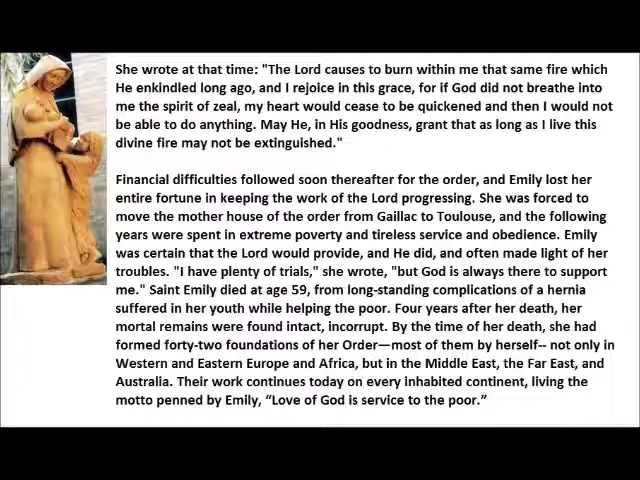 She wrote at that time: "The Lord causes to burn within me that same fire which
He enkindled long ago, and I rejoice in this grace, for if God did not breathe into
me the spirit of zeal, my heart would cease to be quickened and then I would not
be able to do anything. May He, in His goodness, grant that as long as I live this
divine fire may not be extinguished."
Financial difficulties followed soon thereafter for the order, and Emily lost her
entire fortune in keeping the work of the Lord progressing. She was forced to
move the mother house of the order from Gaillac to Toulouse, and the following
years were spent in extreme poverty and tireless service and obedience. Emily
was certain that the Lord would provide, and He did, and often made light of her
troubles. "I have plenty of trials," she wrote, "but God is always there to support
me." Saint Emily died at age 59, from long-standing complications of a hernia
suffered in her youth while helping the poor. Four years after her death, her
mortal remains were found intact, incorrupt. By the time of her death, she had
formed forty-two foundations of her Order—most of them by herself-- not only in
Western and Eastern Europe and Africa, but in the Middle East, the Far East, and
Australia. Their work continues today on every inhabited continent, living the
motto penned by Emily, “Love of God is service to the poor.”